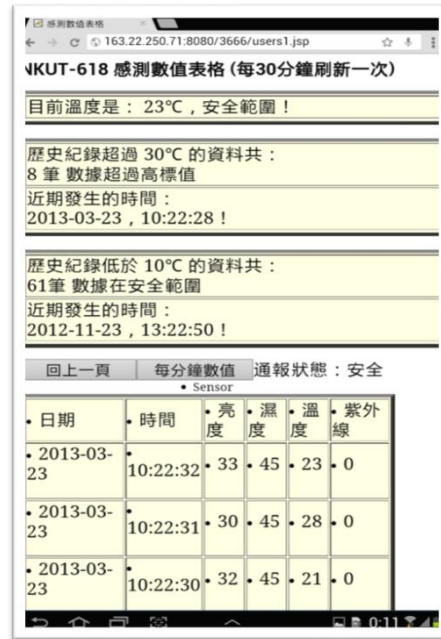 感測數值表格
163.22.250.71:8080/3666/users1.jsp
NKUT-618 感測數值表格 (每30分鐘刷新一次)
目前溫度是： 23℃ , 安全範圍！
歷史紀錄超過 30℃ 的資料共：
8 筆 數據超過高標值
近期發生的時間：
2013-03-23 , 10:22:28！
歷史紀錄低於 10℃ 的資料共：
61筆 數據在安全範圍
近期發生的時間：
2012-11-23 , 13:22:50！
回上一頁 每分鐘數值 通報狀態：安全
• Sensor
• 日期 • 時間 • 亮度 • 濕度 • 溫度 • 紫外線
• 2013-03-23 • 10:22:32 • 33 • 45 • 23 • 0
• 2013-03-23 • 10:22:31 • 30 • 45 • 28 • 0
• 2013-03-23 • 10:22:30 • 32 • 45 • 21 • 0
0:11